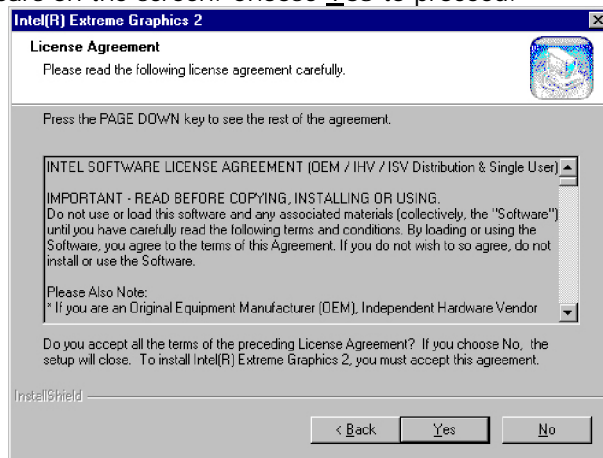 on the screen. choose Yes to proceed.
Intel(R) Extreme Graphics 2
License Agreement
Please read the following license agreement carefully.
Press the PAGE DOWN key to see the rest of the agreement.
INTEL SOFTWARE LICENSE AGREEMENT (OEM / IHV / ISV Distribution & Single User)
IMPORTANT - READ BEFORE COPYING, INSTALLING OR USING.
Do not use or load this software and any associated materials (collectively, the "Software")
until you have carefully read the following terms and conditions. By loading or using the
Software, you agree to the terms of this Agreement. If you do not wish to so agree, do not
install or use the Software.
Please Also Note:
* If you are an Original Equipment Manufacturer (OEM), Independent Hardware Vendor
Do you accept all the terms of the preceding License Agreement? If you choose No, the
setup will close. To install Intel(R) Extreme Graphics 2, you must accept this agreement.
InstallShield
< Back
Yes
No